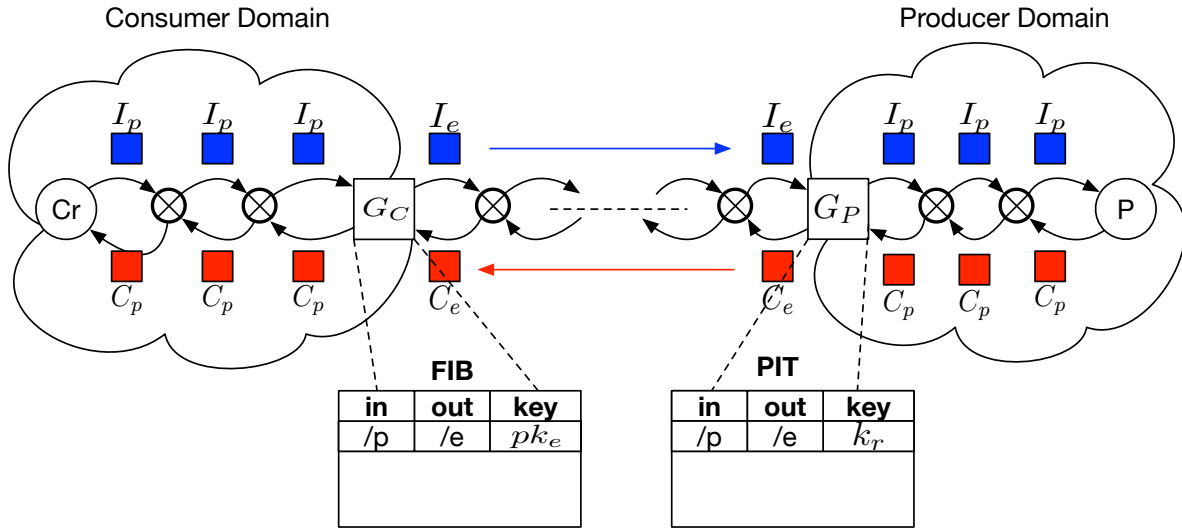 Consumer Domain Producer Domain
I_p I_p I_p I_e I_e I_p I_p I_p
Cr G_C G_P P
C_p C_p C_p C_e C_e C_p C_p C_p
FIB PIT
in out key in out key
/p /e pk_e /p /e k_r